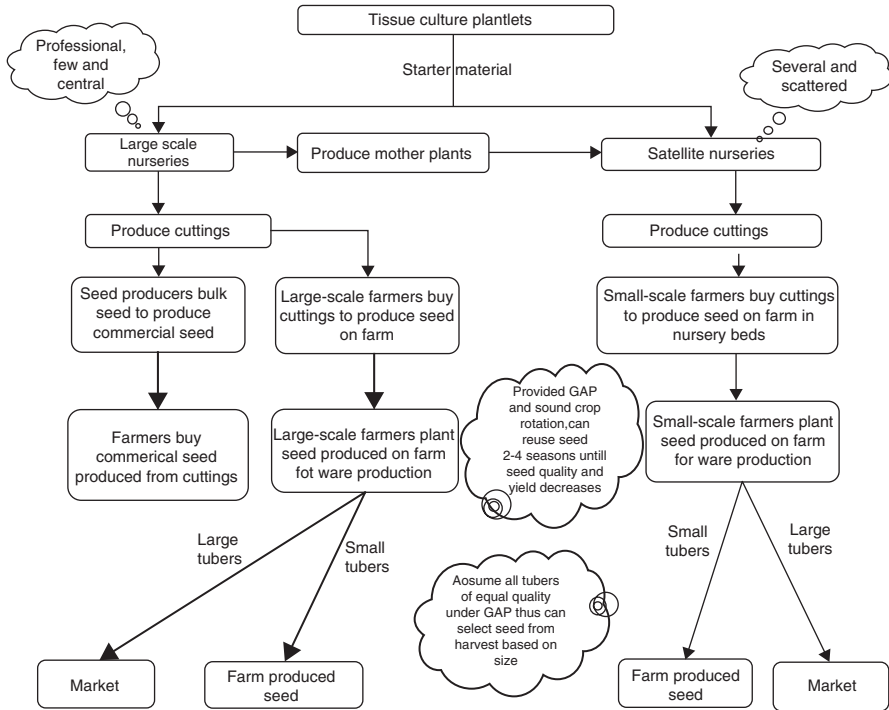 Tissue culture plantlets
Professional,
few and
central
Starter material
Several and
scattered
Large scale
nurseries
Produce mother plants
Satellite nurseries
Produce cuttings
Produce cuttings
Seed producers bulk
seed to produce
commercial seed
Large-scale farmers buy
cuttings to produce seed
on farm
Small-scale farmers buy cuttings
to produce seed on farm in
nursery beds
Farmers buy
commerical seed
produced from cuttings
Large-scale farmers plant
seed produced on farm
fot ware production
Provided GAP
and sound crop
rotation,can
reuse seed
2-4 seasons untill
seed quality and
yield decreases
Small-scale farmers plant
seed produced on farm
for ware production
Large
tubers
Small
tubers
Small
tubers
Large
tubers
Aosume all tubers
of equal quality
under GAP thus can
select seed from
harvest based on
size
Market
Farm produced
seed
Farm produced
seed
Market